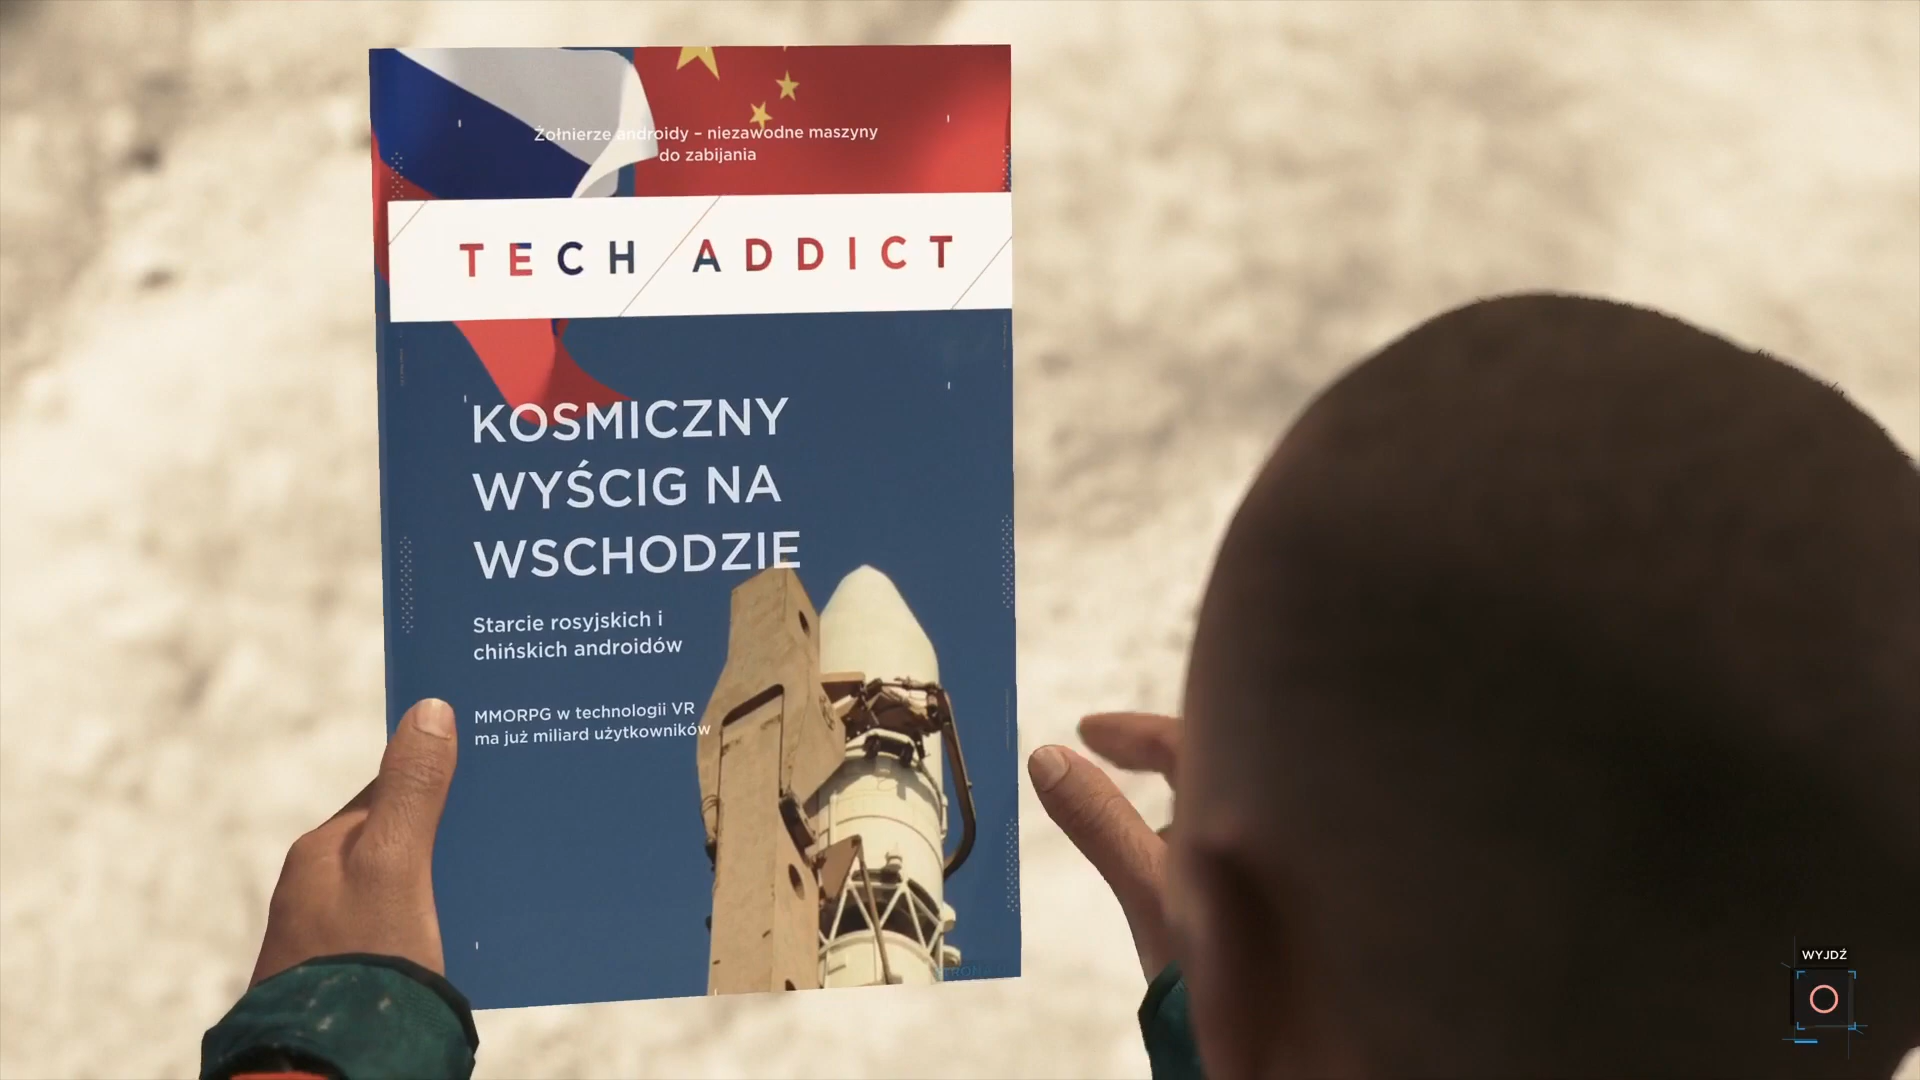 Żołnierze androidy – niezawodne maszyny
do zabijania
TECH ADDICT
KOSMICZNY
WYŚCIG NA
WSCHODZIE
Starcie rosyjskich i
chińskich androidów
MMORPG w technologii VR
ma już miliard użytkowników
WYJDŹ